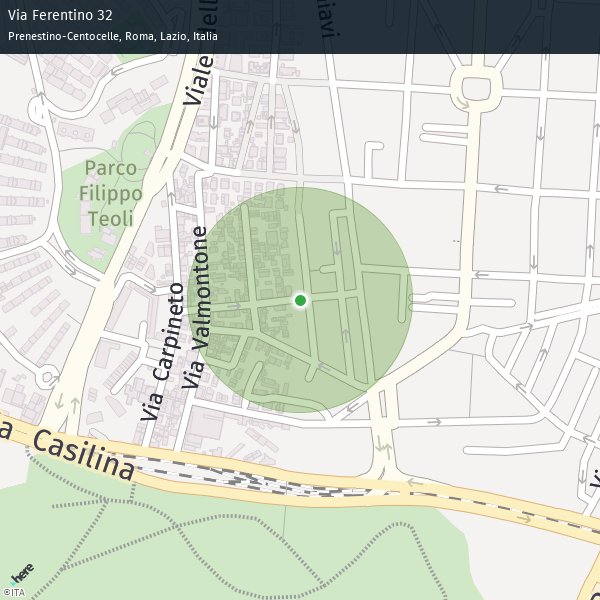 Via Ferentino 32
Prenestino-Centocelle, Roma, Lazio, Italia
Viale
Parco
Filippo
Teoli
Via Carpineto
Via Valmontone
Casilina
here
©ITA